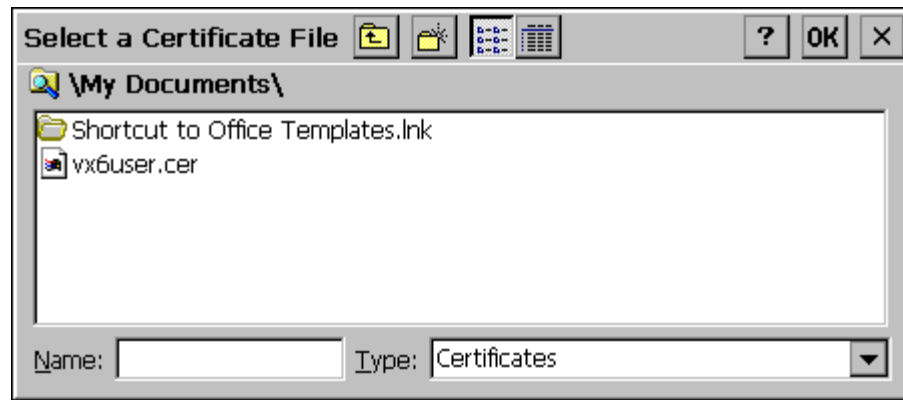 Select a Certificate File ? OK ×
\My Documents\
Shortcut to Office Templates.lnk
vx6user.cer
Name: Type: Certificates